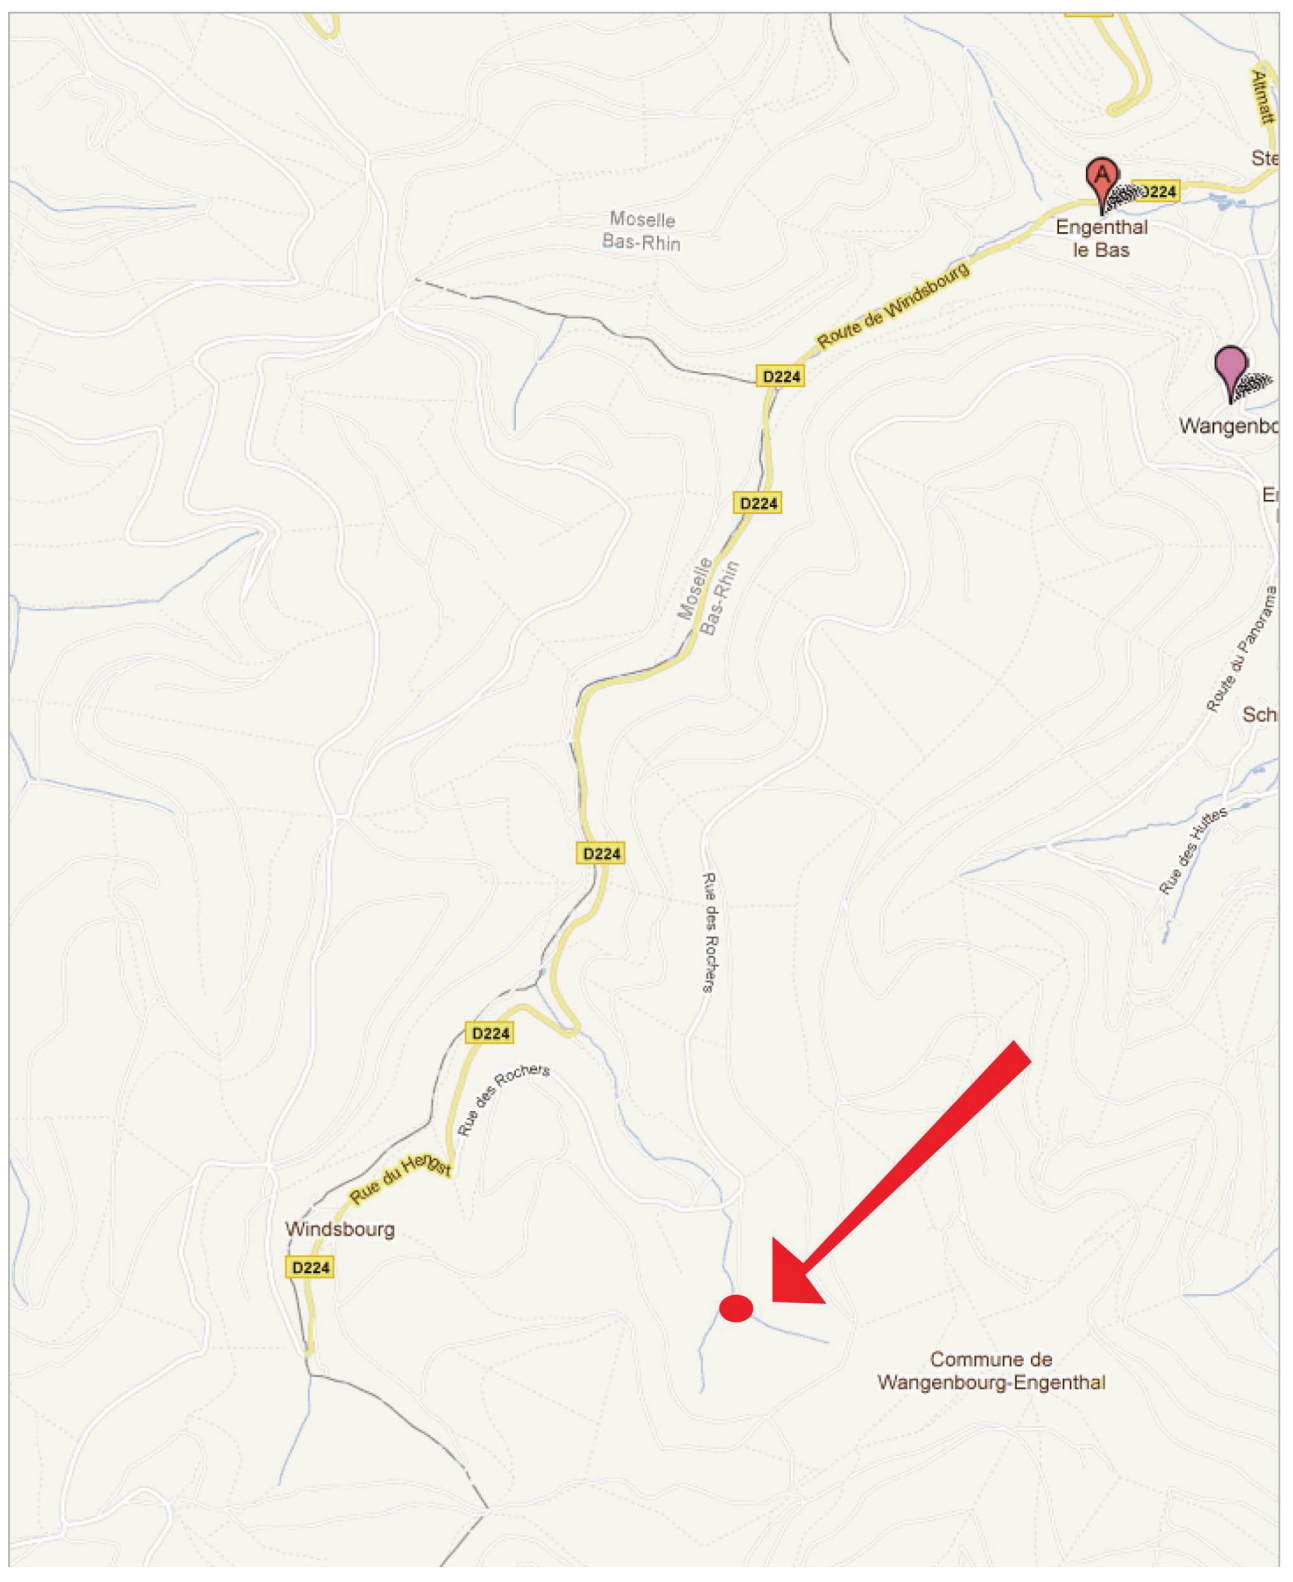 Altmatt
Ste
A
D224
Engenthal
le Bas
Moselle
Bas-Rhin
Route de Windsbourg
D224
Wangenbo
D224
Moselle
Bas-Rhin
Route du Panorama
Sch
Rue des Huttes
D224
Rue des Rochers
D224
Rue des Rochers
Rue du Hengst
Windsbourg
D224
Commune de
Wangenbourg-Engenthal